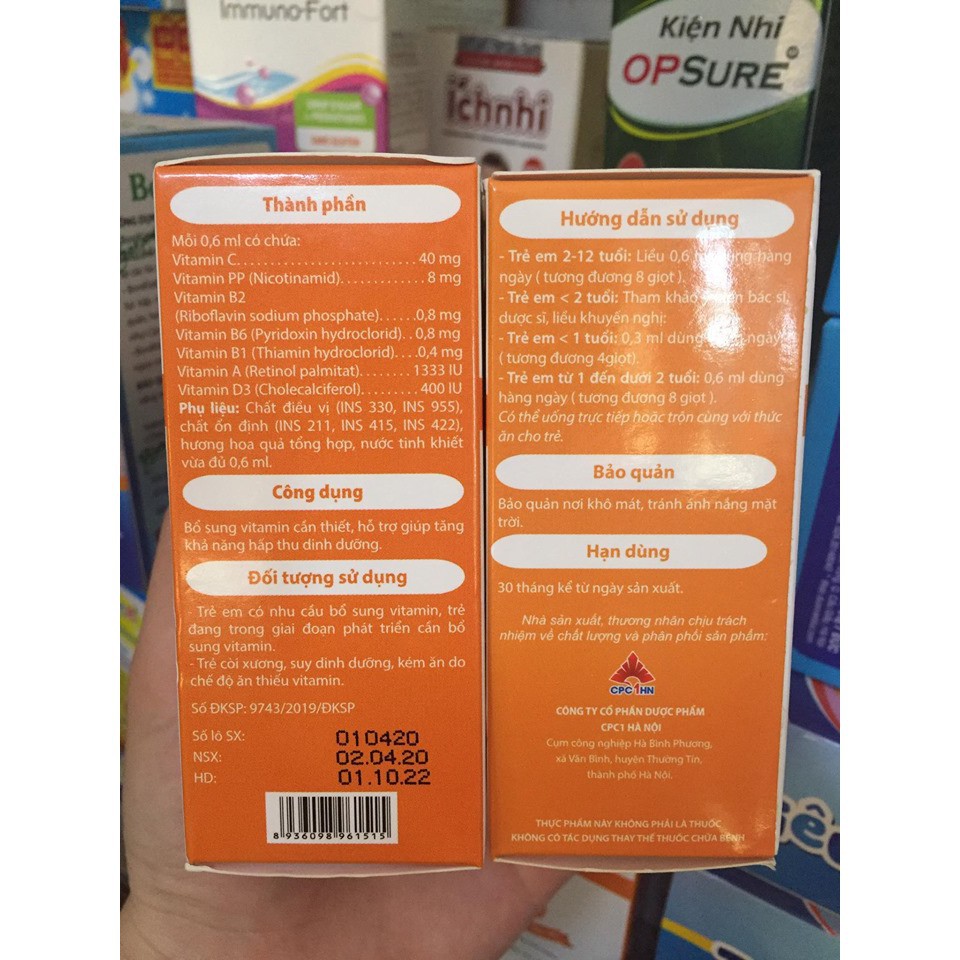 Immuno-Fort
ichnhi
Kiện Nhi
OPSURE
Thành phần
Mỗi 0,6 ml có chứa:
Vitamin C........................40 mg
Vitamin PP (Nicotinamid)............8 mg
Vitamin B2
(Riboflavin sodium phosphate)......0,8 mg
Vitamin B6 (Pyridoxin hydroclorid)..0,8 mg
Vitamin B1 (Thiamin hydroclorid)....0,4 mg
Vitamin A (Retinol palmitat)........1333 IU
Vitamin D3 (Cholecalciferol)........400 IU
Phụ liệu: Chất điều vị (INS 330, INS 955),
chất ổn định (INS 211, INS 415, INS 422),
hương hoa quả tổng hợp, nước tinh khiết
vừa đủ 0,6 ml.
Công dụng
Bổ sung vitamin cần thiết, hỗ trợ giúp tăng
khả năng hấp thu dinh dưỡng.
Đối tượng sử dụng
- Trẻ em có nhu cầu bổ sung vitamin, trẻ
đang trong giai đoạn phát triển cần bổ
sung vitamin.
- Trẻ còi xương, suy dinh dưỡng, kém ăn do
chế độ ăn thiếu vitamin.
Số ĐKSP: 9743/2019/ĐKSP
Số lô SX: 010420
NSX: 02.04.20
HD: 01.10.22
8 936098 961515
Hướng dẫn sử dụng
- Trẻ em 2-12 tuổi: Liều 0,6 hàng
ngày ( tương đương 8 giọt ).
- Trẻ em < 2 tuổi: Tham khảo bác sĩ,
dược sĩ, liều khuyến nghị:
- Trẻ em < 1 tuổi: 0,3 ml dùng ngày
( tương đương 4giọt).
- Trẻ em từ 1 đến dưới 2 tuổi: 0,6 ml dùng
hàng ngày ( tương đương 8 giọt ).
Có thể uống trực tiếp hoặc trộn cùng với thức
ăn cho trẻ.
Bảo quản
Bảo quản nơi khô mát, tránh ánh nắng mặt
trời.
Hạn dùng
30 tháng kể từ ngày sản xuất.
Nhà sản xuất, thương nhân chịu trách
nhiệm về chất lượng và phân phối sản phẩm:
CPC1HN
CÔNG TY CỔ PHẦN DƯỢC PHẨM
CPC1 HÀ NỘI
Cụm công nghiệp Hà Bình Phương,
xã Văn Bình, huyện Thường Tín,
thành phố Hà Nội.
THỰC PHẨM NÀY KHÔNG PHẢI LÀ THUỐC
KHÔNG CÓ TÁC DỤNG THAY THẾ THUỐC CHỮA BỆNH